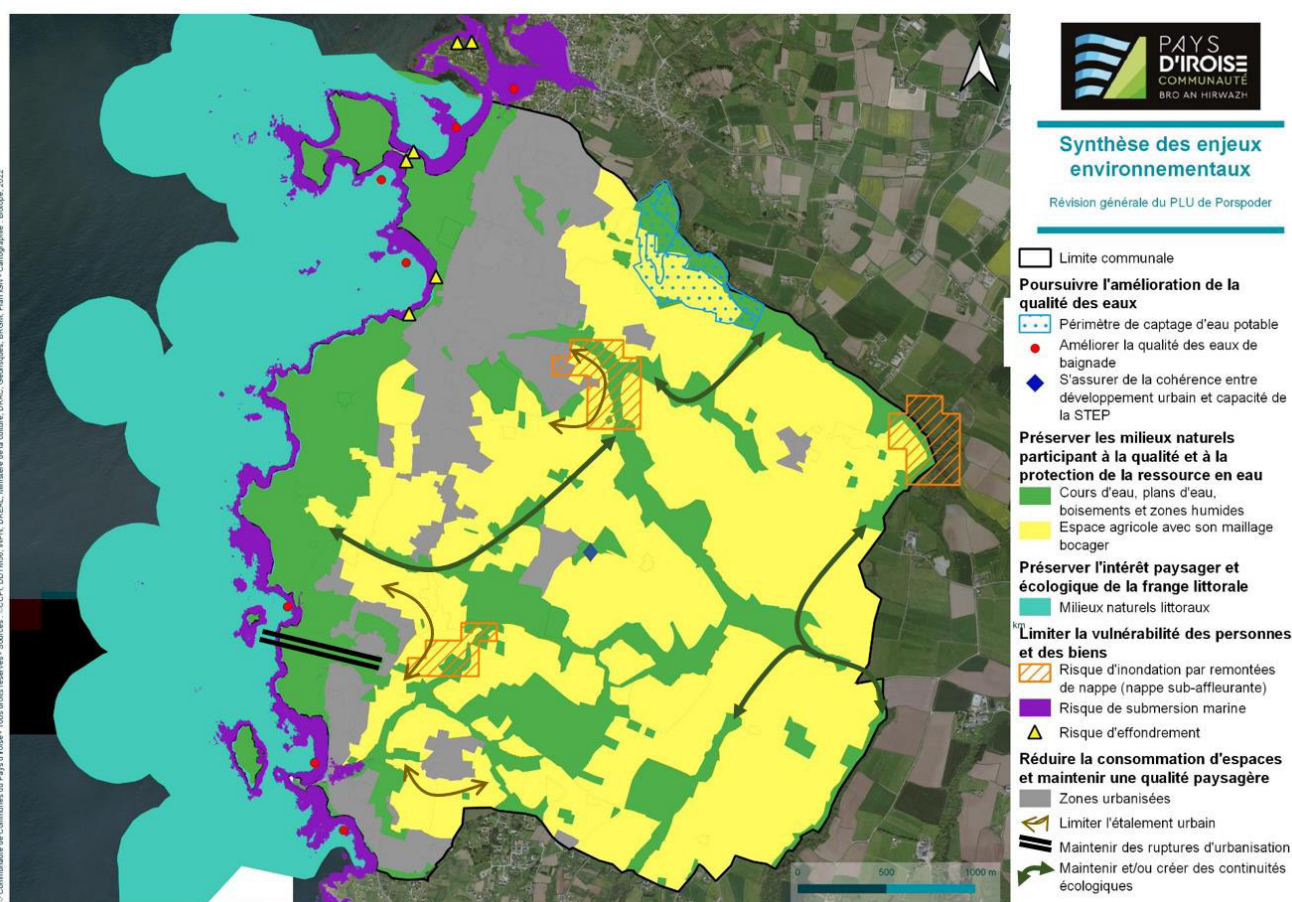 PAYS
D'IROISE
COMMUNAUTÉ
BRO AN HIRWAZH
Synthèse des enjeux
environnementaux
Révision générale du PLU de Porspoder
Limite communale
Poursuivre l'amélioration de la
qualité des eaux
Périmètre de captage d'eau potable
Améliorer la qualité des eaux de
baignade
S'assurer de la cohérence entre
développement urbain et capacité de
la STEP
Préserver les milieux naturels
participant à la qualité et à la
protection de la ressource en eau
Cours d'eau, plans d'eau,
boisements et zones humides
Espace agricole avec son maillage
bocager
Préserver l'intérêt paysager et
écologique de la frange littorale
Milieux naturels littoraux
km
Limiter la vulnérabilité des personnes
et des biens
Risque d'inondation par remontées
de nappe (nappe sub-affleurante)
Risque de submersion marine
Risque d'effondrement
Réduire la consommation d'espaces
et maintenir une qualité paysagère
Zones urbanisées
Limiter l'étalement urbain
Maintenir des ruptures d'urbanisation
Maintenir et/ou créer des continuités
écologiques
0 500 1000 m